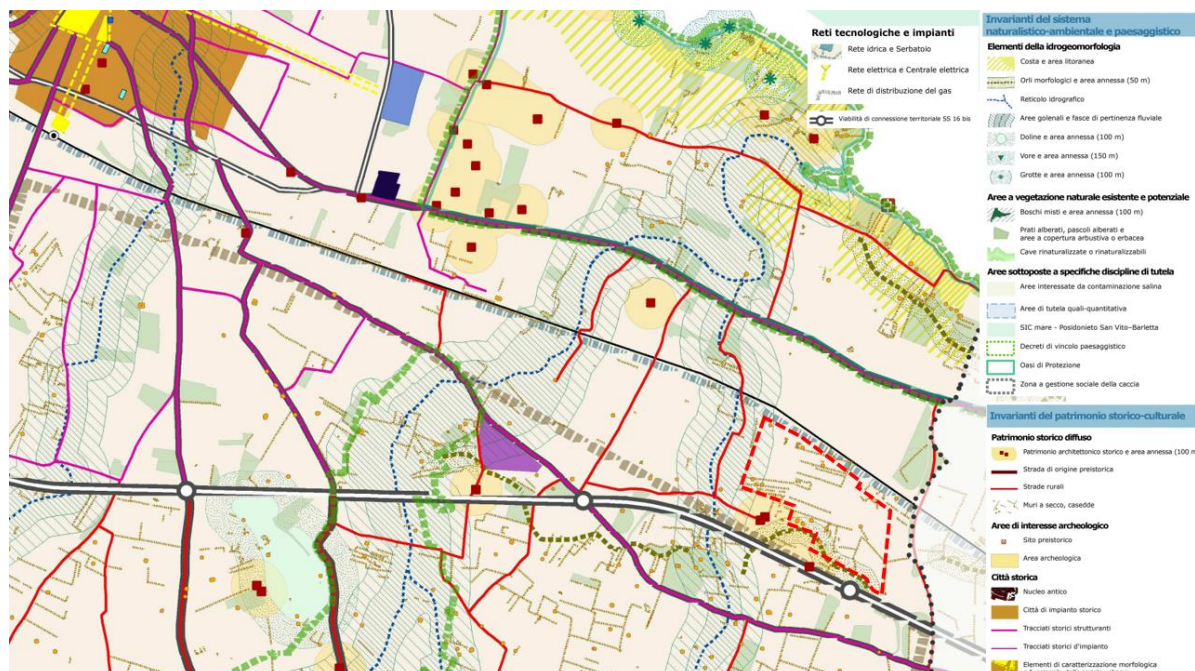 Reti tecnologiche e impianti
Rete idrica e Serbatoio
Rete elettrica e Centrale elettrica
Rete di distribuzione del gas
Viabilità di connessione territoriale SS 16 bis
Invarianti del sistema
naturalistico-ambientale e paesaggistico
Elementi della idrogeomorfologia
Costa e area litoranea
Orli morfologici e area annessa (50 m)
Reticolo idrografico
Aree golenali e fasce di pertinenza fluviale
Doline e area annessa (100 m)
Vore e area annessa (150 m)
Grotte e area annessa (100 m)
Aree a vegetazione naturale esistente e potenziale
Boschi misti e area annessa (100 m)
Prati alberati, pascoli alberati e
aree a copertura arbustiva o erbacea
Cave rinaturalizzate o rinaturalizzabili
Aree sottoposte a specifiche discipline di tutela
Aree interessate da contaminazione salina
Aree di tutela quali-quantitativa
SIC mare - Posidonieto San Vito-Barletta
Decreti di vincolo paesaggistico
Oasi di Protezione
Zona a gestione sociale della caccia
Invarianti del patrimonio storico-culturale
Patrimonio storico diffuso
Patrimonio architettonico storico e area annessa (100 m
Strada di origine preistorica
Strade rurali
Muri a secco, casedde
Aree di interesse archeologico
Sito preistorico
Area archeologica
Città storica
Nucleo antico
Città di impianto storico
Tracciati storici strutturanti
Tracciati storici d'impianto
Elementi di caratterizzazione morfologica